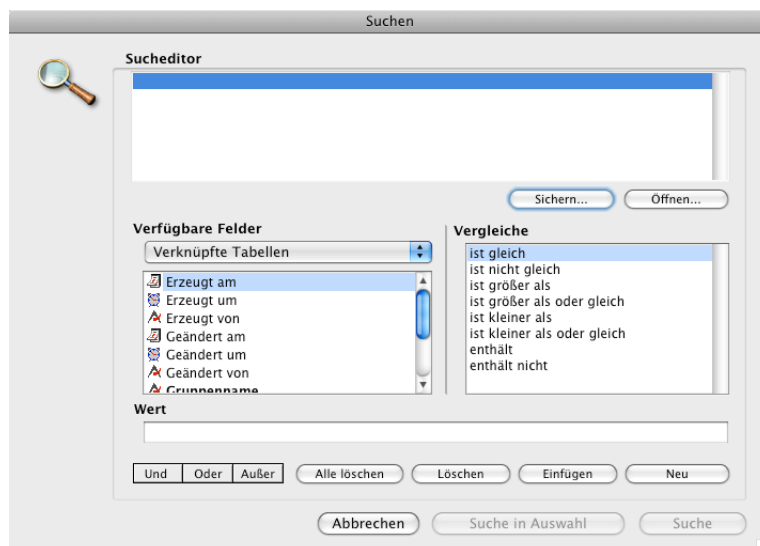 Suchen
Sucheditor
Sichern... Öffnen...
Verfügbare Felder
Verknüpfte Tabellen
Erzeugt am
Erzeugt um
Erzeugt von
Geändert am
Geändert um
Geändert von
Gruppenname
Vergleiche
ist gleich
ist nicht gleich
ist größer als
ist größer als oder gleich
ist kleiner als
ist kleiner als oder gleich
enthält
enthält nicht
Wert
Und Oder Außer Alle löschen Löschen Einfügen Neu
Abbrechen Suche in Auswahl Suche